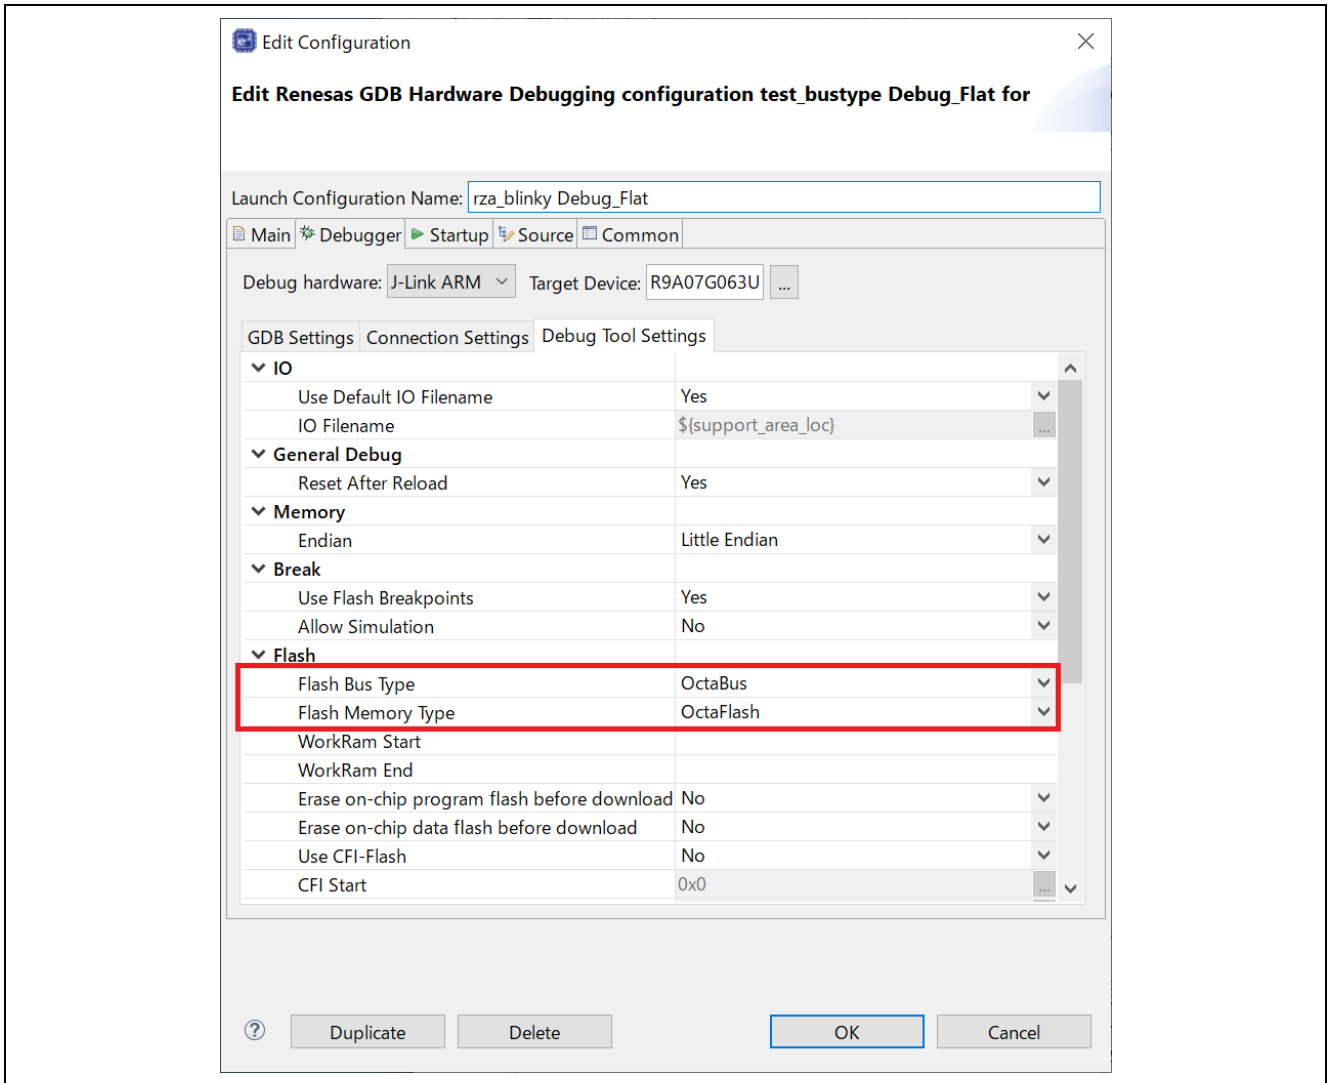 Edit Configuration
Edit Renesas GDB Hardware Debugging configuration test_bustype Debug_Flat for
Launch Configuration Name: rza_blinky Debug_Flat
Main Debugger Startup Source Common
Debug hardware: J-Link ARM Target Device: R9A07G063U ...
GDB Settings Connection Settings Debug Tool Settings
IO
Use Default IO Filename Yes
IO Filename ${support_area_loc} ...
General Debug
Reset After Reload Yes
Memory
Endian Little Endian
Break
Use Flash Breakpoints Yes
Allow Simulation No
Flash
Flash Bus Type OctaBus
Flash Memory Type OctaFlash
WorkRam Start
WorkRam End
Erase on-chip program flash before download No
Erase on-chip data flash before download No
Use CFI-Flash No
CFI Start 0x0 ...
? Duplicate Delete OK Cancel